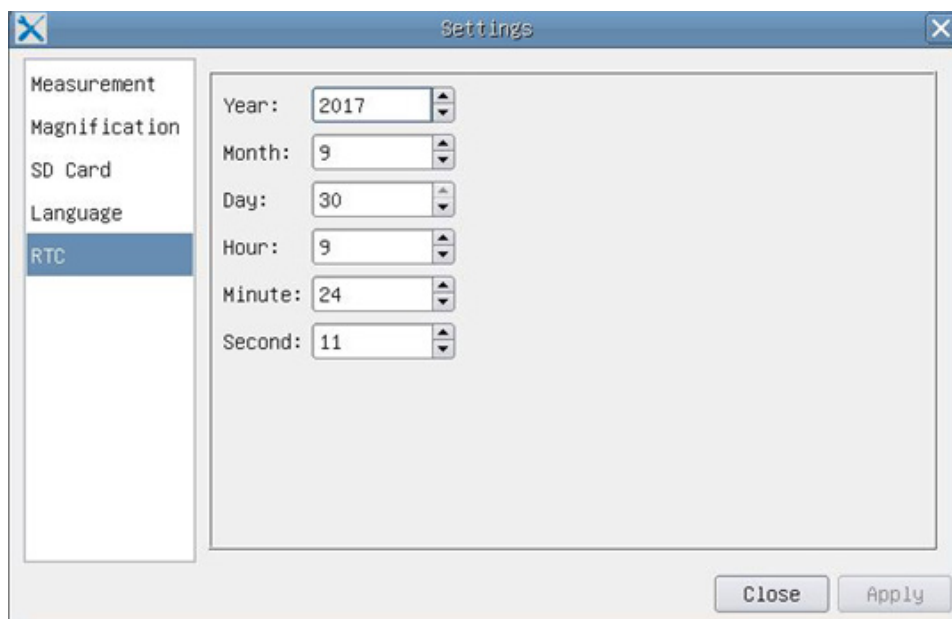 Settings
Measurement
Magnification
SD Card
Language
RTC
Year: 2017
Month: 9
Day: 30
Hour: 9
Minute: 24
Second: 11
Close Apply